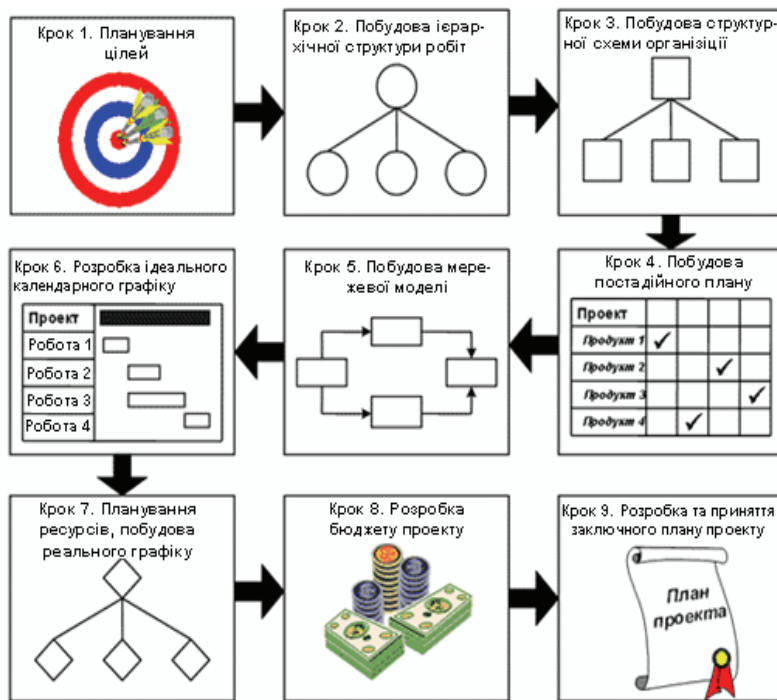 Крок 1. Планування
цілей
Крок 2. Побудова ієрар-
хічної структури робіт
Крок 3. Побудова структур-
ної схеми організіції
Крок 4. Побудова
постадійного плану
Проект
Продукт 1
Продукт 2
Продукт 3
Продукт 4
Крок 5. Побудова мере-
жевої моделі
Крок 6. Розробка ідеального
календарного графіку
Проект
Робота 1
Робота 2
Робота 3
Робота 4
Крок 7. Планування
ресурсів, побудова
реального графіку
Крок 8. Розробка
бюджету проекту
Крок 9. Розробка та приняття
заключного плану проекту
План
проекта